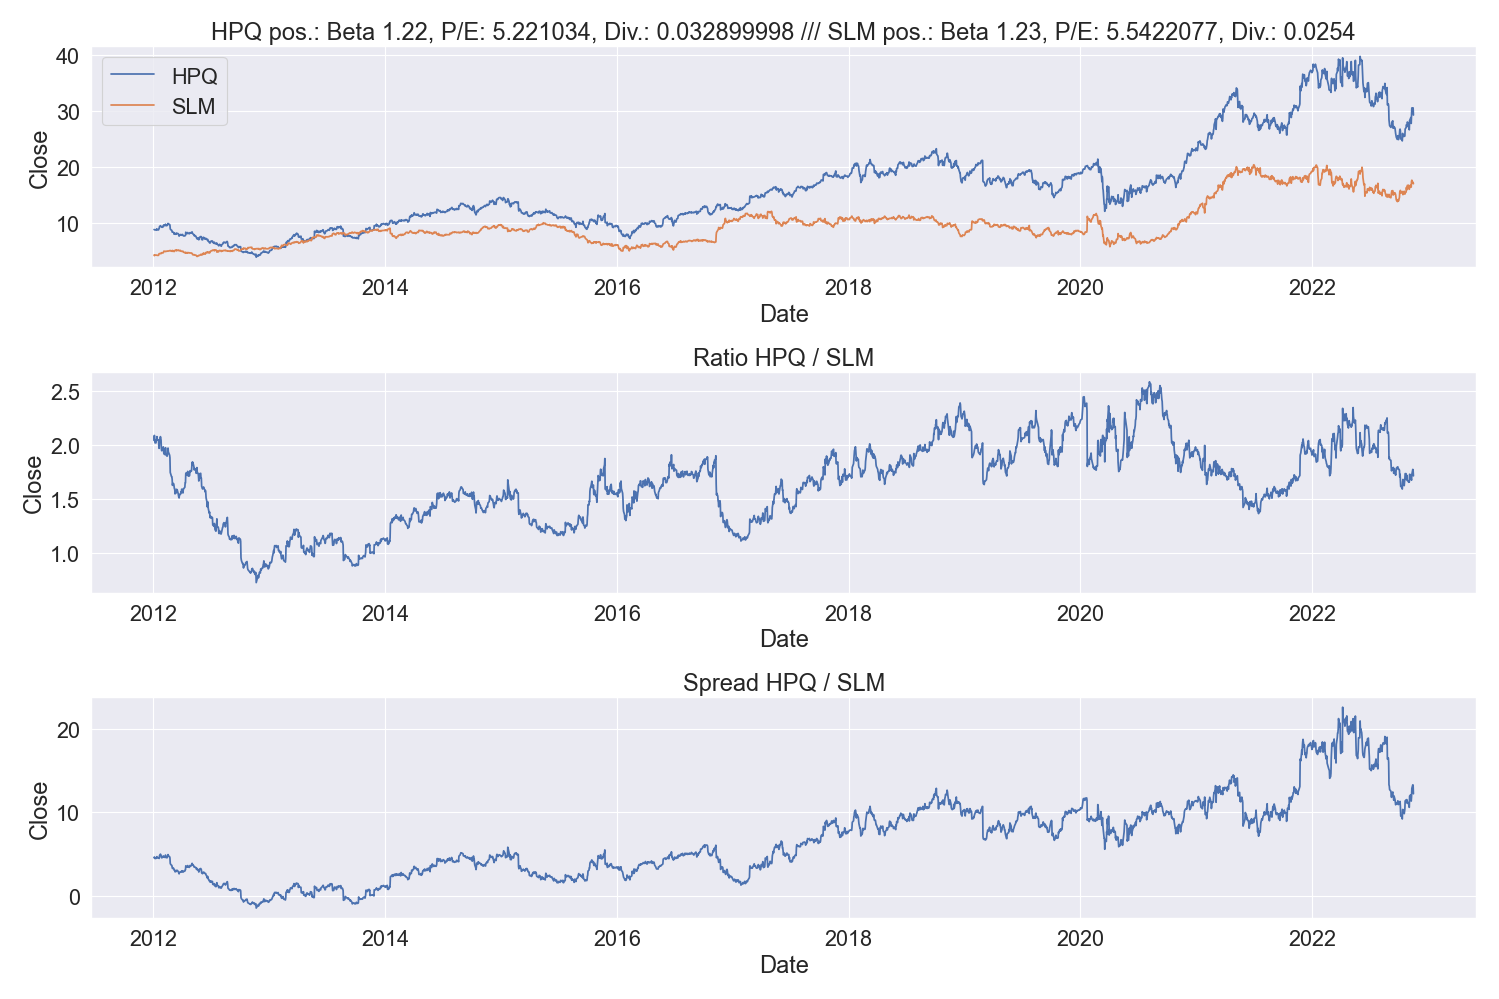 HPQ pos.: Beta 1.22, P/E: 5.221034, Div.: 0.032899998 /// SLM pos.: Beta 1.23, P/E: 5.5422077, Div.: 0.0254
HPQ
SLM
Close
40
30
20
10
2012 2014 2016 2018 2020 2022
Date
Ratio HPQ / SLM
Close
2.5
2.0
1.5
1.0
2012 2014 2016 2018 2020 2022
Date
Spread HPQ / SLM
Close
20
10
0
2012 2014 2016 2018 2020 2022
Date